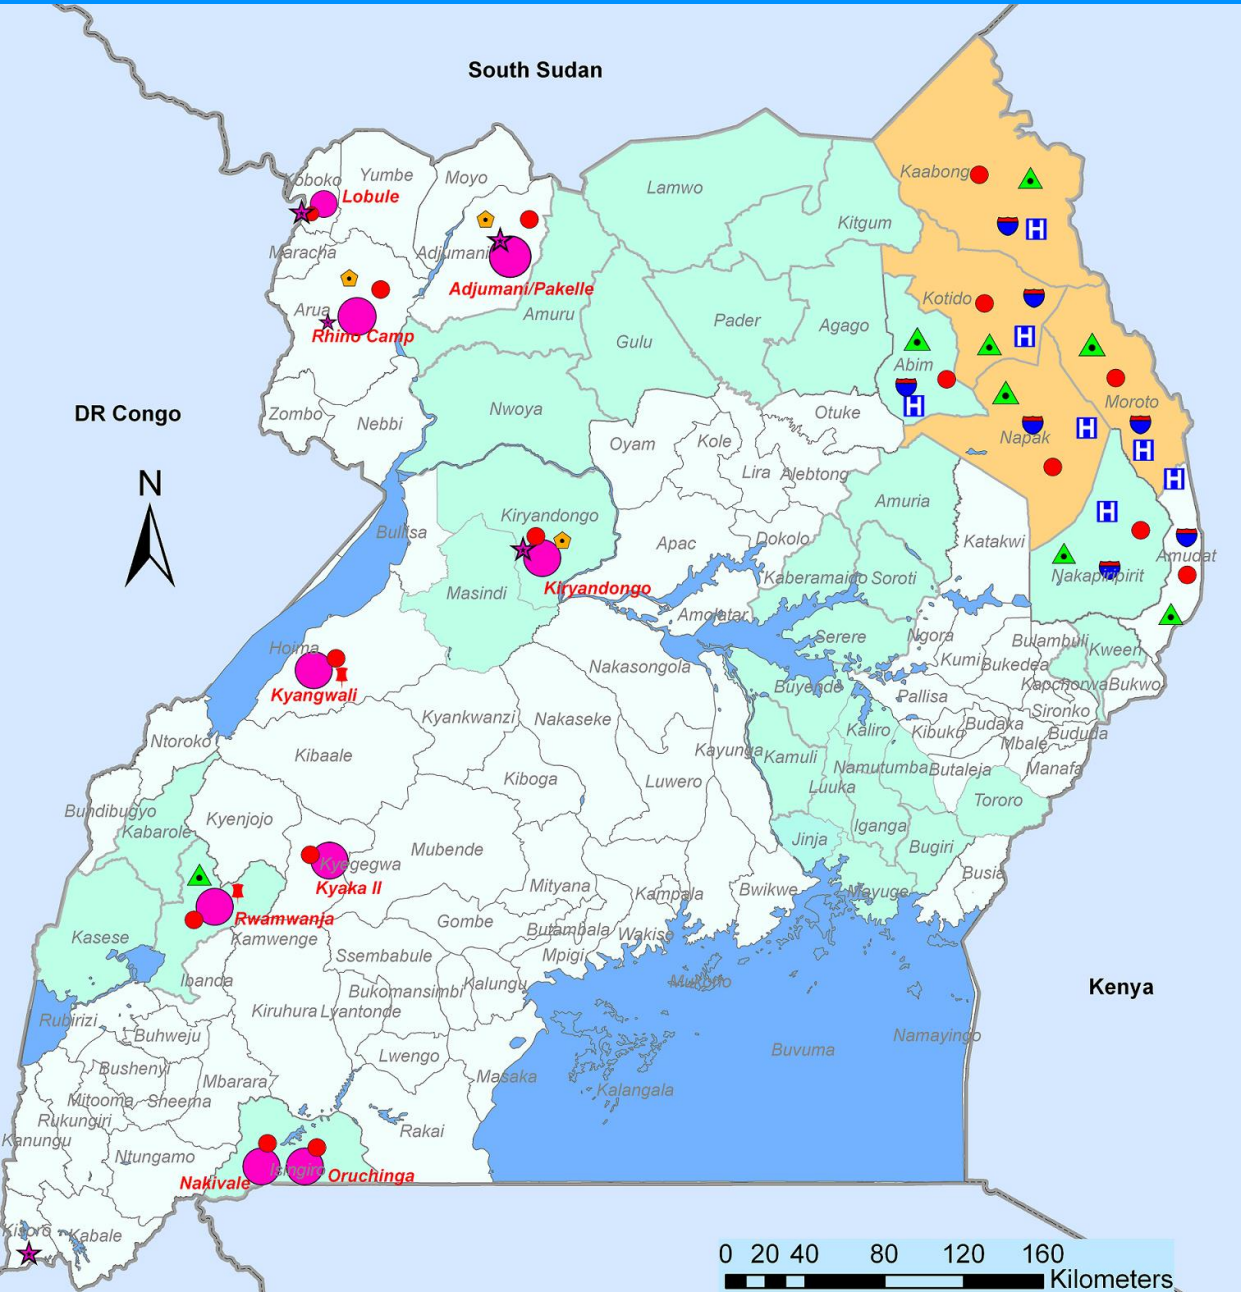 South Sudan
Koboko
Yumbe
Moyo
Lobule
Maracha
Adjumani
Adjumani/Pakelle
Arua
Rhino Camp
Amuru
Lamwo
Kitgum
Kaabong
H
Kotido
H
Gulu
Pader
Agago
Abim
H
Moroto
H
Napak
H
Zombo
Nebbi
Nwoya
Otuke
Oyam
Kole
Lira
Alebtong
DR Congo
N
H
Amuria
H
Kiryandongo
Bullisa
Apac
Dokolo
Katakwi
Amudat
Kiryandongo
Masindi
Kaberamaido
Soroti
Nakapiripirit
Amolatar
Hoima
Kyangwali
Nakasongola
Serere
Ngora
Bulambuli
Kween
Kumi
Bukedea
Buyende
Pallisa
Kapchorwa
Bukwo
Ntoroko
Kyankwanzi
Nakaseke
Kaliro
Kibuku
Budaka
Sironko
Bududa
Kibaale
Kayunga
Kamuli
Mbale
Kiboga
Luwero
Namutumba
Butaleja
Manafa
Luuka
Bundibugyo
Kabarole
Kyenjojo
Tororo
Jinja
Iganga
Bugiri
Kyegegwa
Mubende
Kyaka II
Mityana
Kampala
Bwikwe
Mayuge
Busia
Rwamwanja
Gombe
Butambala
Wakise
Kasese
Kamwenge
Ssembabule
Mpigi
Ibanda
Bukomansimbi
Kalungu
Mukono
Kenya
Rubirizi
Kiruhura
Lyantonde
Buhweju
Namayingo
Lwengo
Buvuma
Bushenyi
Mbarara
Masaka
Kalangala
Mitooma
Sheema
Rukungiri
Kanungu
Rakai
Ntungamo
Isingiro
Nakivale
Oruchinga
Kisoro
Kabale
0 20 40 80 120 160
Kilometers